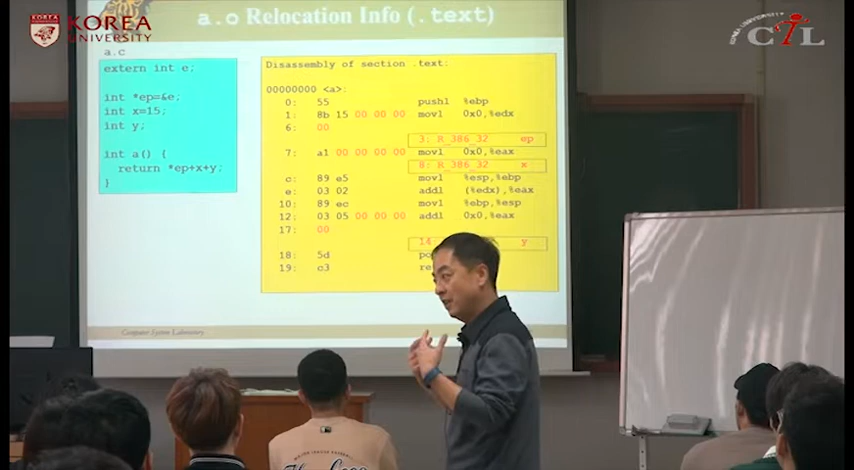 KOREA
UNIVERSITY
a.o Relocation Info (.text)
KOREA UNIVERSITY
CTL
a.c
extern int e;
int *ep=&e;
int x=15;
int y;
int a() {
return *ep+x+y;
}
Disassembly of section .text:
00000000 <a>:
0: 55 pushl %ebp
1: 8b 15 00 00 00 movl 0x0,%edx
6: 00
3: R_386_32 ep
7: a1 00 00 00 00 movl 0x0,%eax
8: R_386_32 x
c: 89 e5 movl %esp,%ebp
e: 03 02 addl (%edx),%eax
10: 89 ec movl %ebp,%esp
12: 03 05 00 00 00 addl 0x0,%eax
17: 00
14 y
18: 5d
19: c3
Computer System Laboratory